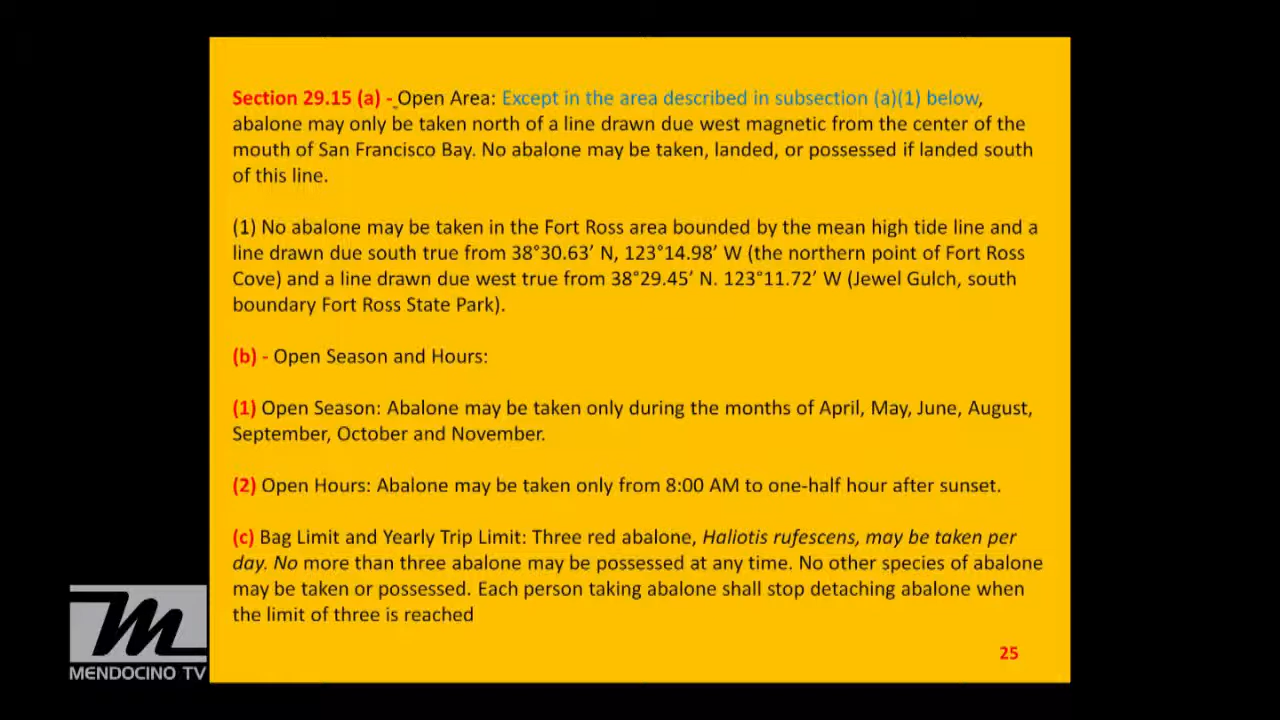 Section 29.15 (a) - Open Area: Except in the area described in subsection (a)(1) below,
abalone may only be taken north of a line drawn due west magnetic from the center of the
mouth of San Francisco Bay. No abalone may be taken, landed, or possessed if landed south
of this line.
(1) No abalone may be taken in the Fort Ross area bounded by the mean high tide line and a
line drawn due south true from 38°30.63’ N, 123°14.98’ W (the northern point of Fort Ross
Cove) and a line drawn due west true from 38°29.45’ N. 123°11.72’ W (Jewel Gulch, south
boundary Fort Ross State Park).
(b) - Open Season and Hours:
(1) Open Season: Abalone may be taken only during the months of April, May, June, August,
September, October and November.
(2) Open Hours: Abalone may be taken only from 8:00 AM to one-half hour after sunset.
(c) Bag Limit and Yearly Trip Limit: Three red abalone, Haliotis rufescens, may be taken per
day. No more than three abalone may be possessed at any time. No other species of abalone
may be taken or possessed. Each person taking abalone shall stop detaching abalone when
the limit of three is reached
25
M
MENDOCINO TV